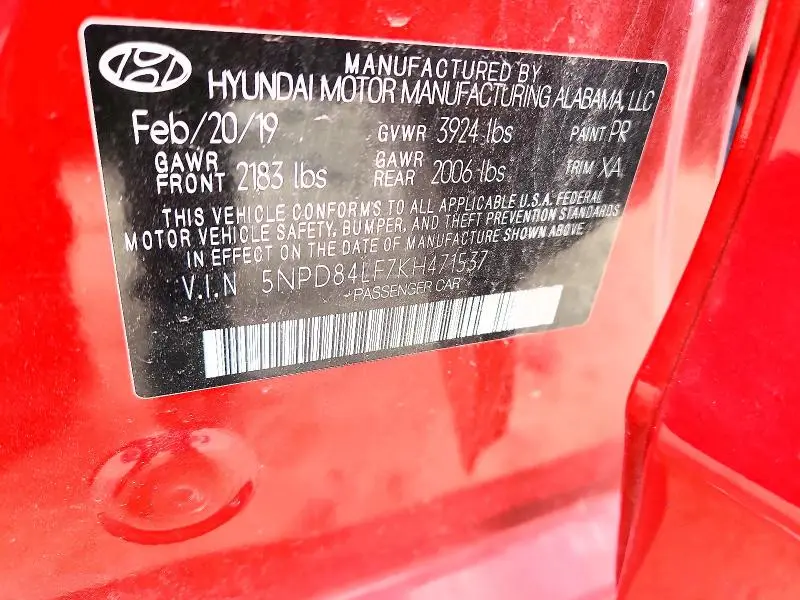 MANUFACTURED BY
HYUNDAI MOTOR MANUFACTURING ALABAMA, LLC
Feb/20/19 GVWR 3924 lbs PAINT PR
GAWR FRONT 2183 lbs GAWR REAR 2006 lbs TRIM XA
THIS VEHICLE CONFORMS TO ALL APPLICABLE U.S.A. FEDERAL
MOTOR VEHICLE SAFETY, BUMPER, AND THEFT PREVENTION STANDARDS
IN EFFECT ON THE DATE OF MANUFACTURE SHOWN ABOVE
V.I.N 5NPD84LF7KH471537
PASSENGER CAR